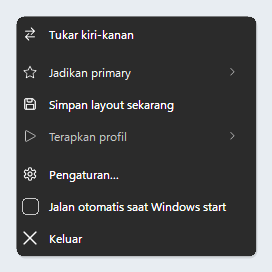 Tukar kiri-kanan
Jadikan primary
Simpan layout sekarang
Terapkan profil
Pengaturan...
Jalan otomatis saat Windows start
Keluar